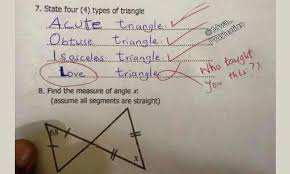 7. State four (4) types of triangle
Acute triangle
Obtuse triangle
Isosceles triangle
Love triangle
Who taught
you this??
8. Find the measure of angle x:
(assume all segments are straight)
68
x